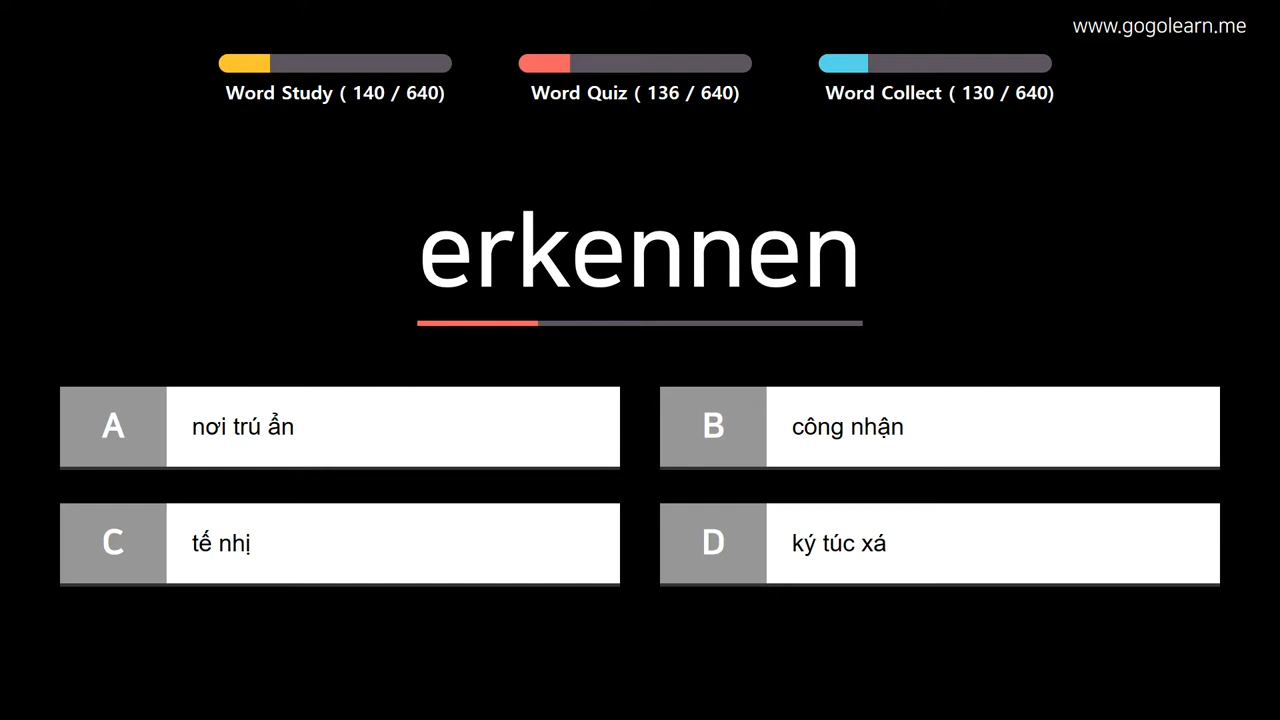 www.gogolearn.me
Word Study ( 140 / 640)
Word Quiz ( 136 / 640)
Word Collect ( 130 / 640)
erkennen
A nơi trú ẩn
B công nhận
C tế nhị
D ký túc xá